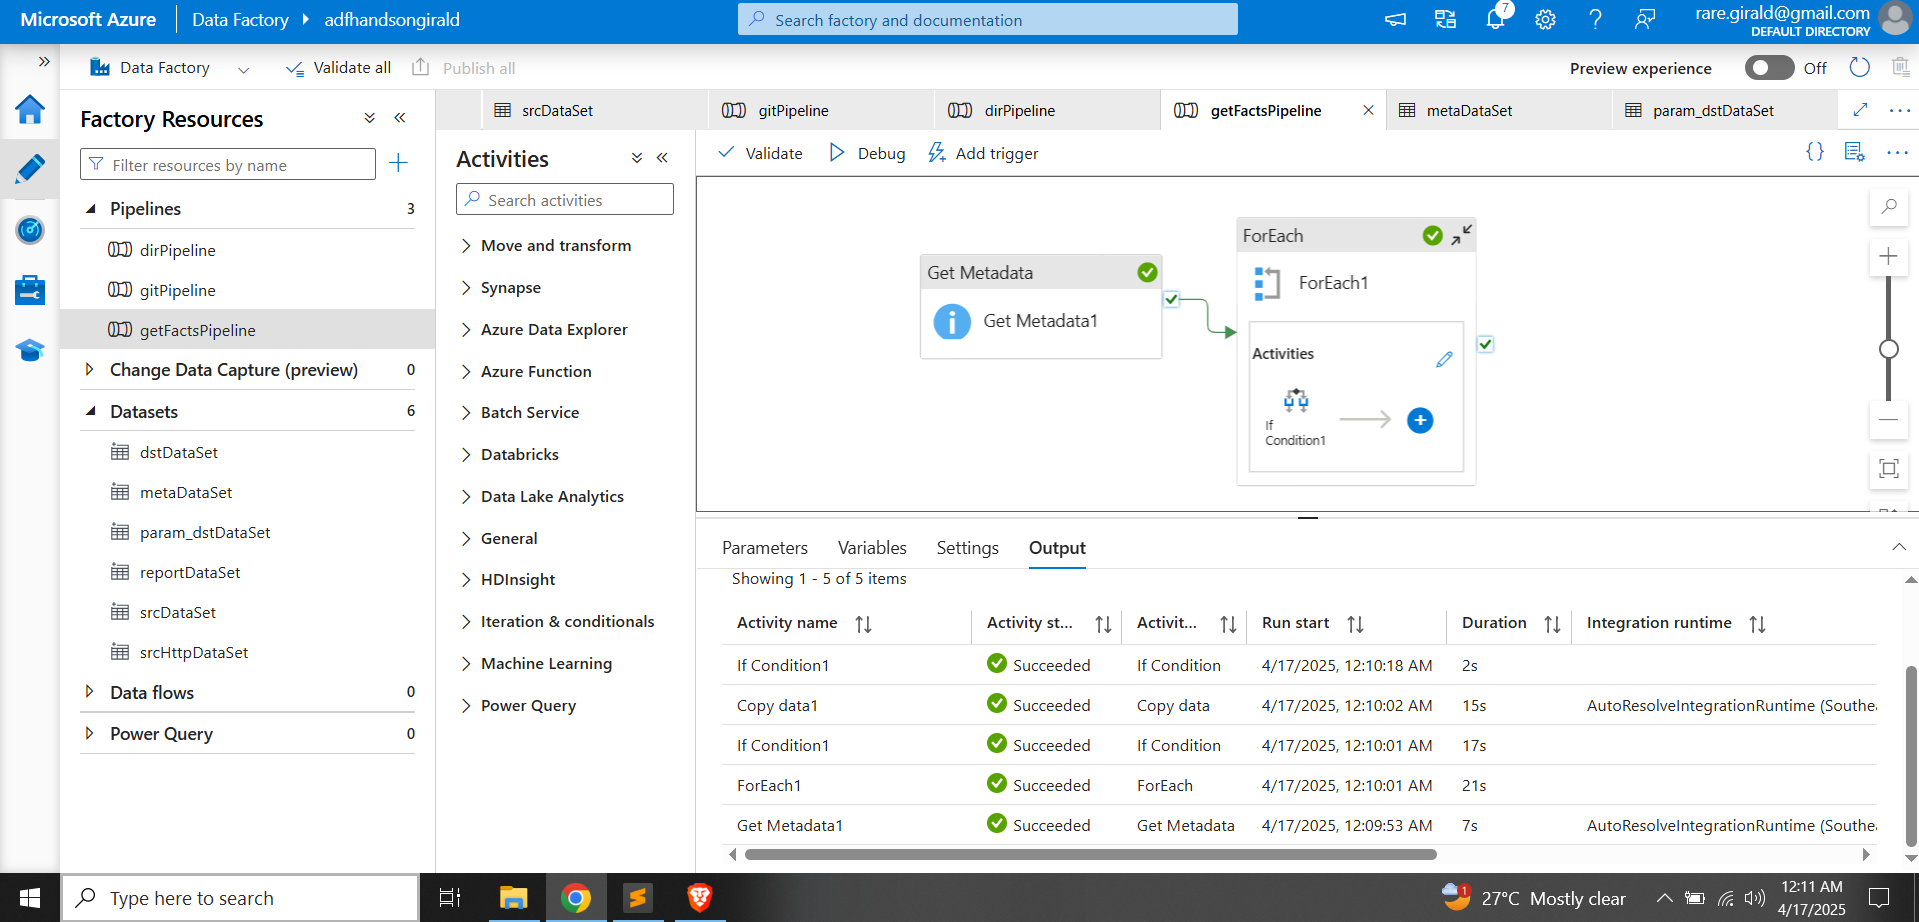 Microsoft Azure
Data Factory
adfhandsongirald
Search factory and documentation
7
rare.girald@gmail.com
DEFAULT DIRECTORY
Data Factory
Validate all
Publish all
Preview experience
Off
Factory Resources
Filter resources by name
Pipelines
3
dirPipeline
gitPipeline
getFactsPipeline
Change Data Capture (preview)
0
Datasets
6
dstDataSet
metaDataSet
param_dstDataSet
reportDataSet
srcDataSet
srcHttpDataSet
Data flows
0
Power Query
0
srcDataSet
gitPipeline
dirPipeline
getFactsPipeline
metaDataSet
param_dstDataSet
Activities
Search activities
Move and transform
Synapse
Azure Data Explorer
Azure Function
Batch Service
Databricks
Data Lake Analytics
General
HDInsight
Iteration & conditionals
Machine Learning
Power Query
Validate
Debug
Add trigger
{}
Get Metadata
Get Metadata1
ForEach
ForEach1
Activities
If
Condition1
Parameters
Variables
Settings
Output
Showing 1 - 5 of 5 items
Activity name
Activity st...
Activit...
Run start
Duration
Integration runtime
If Condition1 Succeeded If Condition 4/17/2025, 12:10:18 AM 2s
Copy data1 Succeeded Copy data 4/17/2025, 12:10:02 AM 15s AutoResolveIntegrationRuntime (Southea
If Condition1 Succeeded If Condition 4/17/2025, 12:10:01 AM 17s
ForEach1 Succeeded ForEach 4/17/2025, 12:10:01 AM 21s
Get Metadata1 Succeeded Get Metadata 4/17/2025, 12:09:53 AM 7s AutoResolveIntegrationRuntime (Southea
Type here to search
1
27°C Mostly clear
12:11 AM
4/17/2025